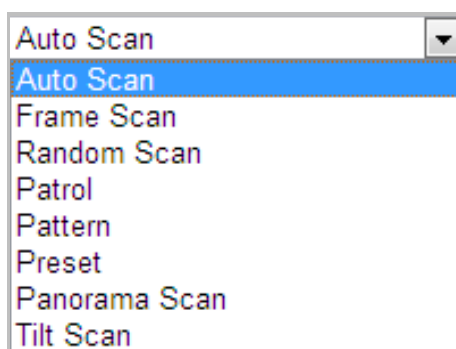 Auto Scan
Auto Scan
Frame Scan
Random Scan
Patrol
Pattern
Preset
Panorama Scan
Tilt Scan